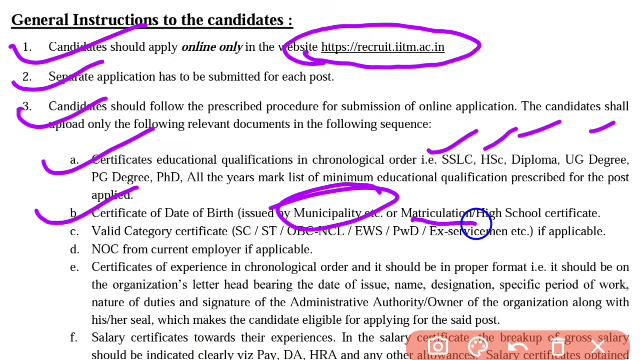 General Instructions to the candidates :
1. Candidates should apply online only in the website https://recruit.iitm.ac.in
2. Separate application has to be submitted for each post.
3. Candidates should follow the prescribed procedure for submission of online application. The candidates shall
upload only the following relevant documents in the following sequence:
a. Certificates educational qualifications in chronological order i.e. SSLC, HSc, Diploma, UG Degree,
PG Degree, PhD, All the years mark list of minimum educational qualification prescribed for the post
applied.
b. Certificate of Date of Birth (issued by Municipality etc. or Matriculation/High School certificate.
c. Valid Category certificate (SC / ST / OBC-NCL / EWS / PwD / Ex-servicemen etc.) if applicable.
d. NOC from current employer if applicable.
e. Certificates of experience in chronological order and it should be in proper format i.e. it should be on
the organization's letter head bearing the date of issue, name, designation, specific period of work,
nature of duties and signature of the Administrative Authority/Owner of the organization along with
his/her seal, which makes the candidate eligible for applying for the said post.
f. Salary certificates towards their experiences. In the salary certificate, the breakup of gross salary
should be indicated clearly viz Pay, DA, HRA and any other allowances. Salary certificates obtained